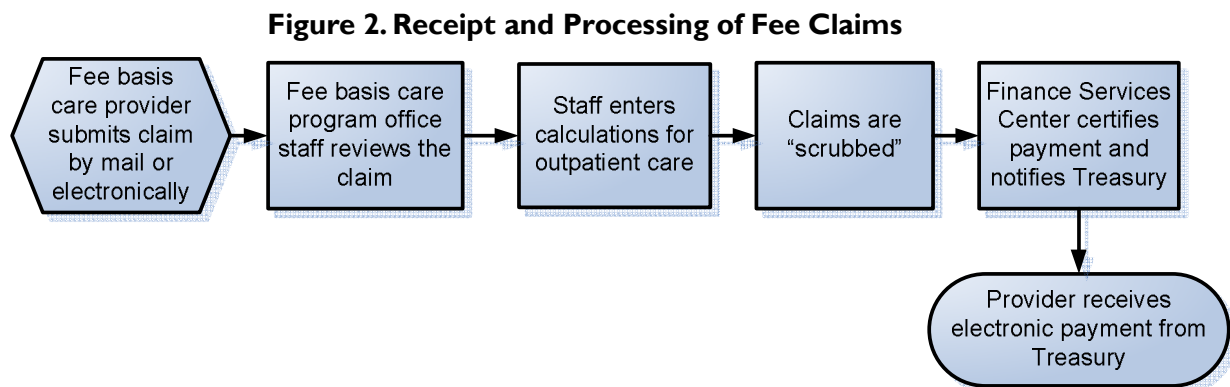 Figure 2. Receipt and Processing of Fee Claims
Fee basis
care provider
submits claim
by mail or
electronically
Fee basis care
program office
staff reviews the
claim
Staff enters
calculations for
outpatient care
Claims are
“scrubbed”
Finance Services
Center certifies
payment and
notifies Treasury
Provider receives
electronic payment from
Treasury